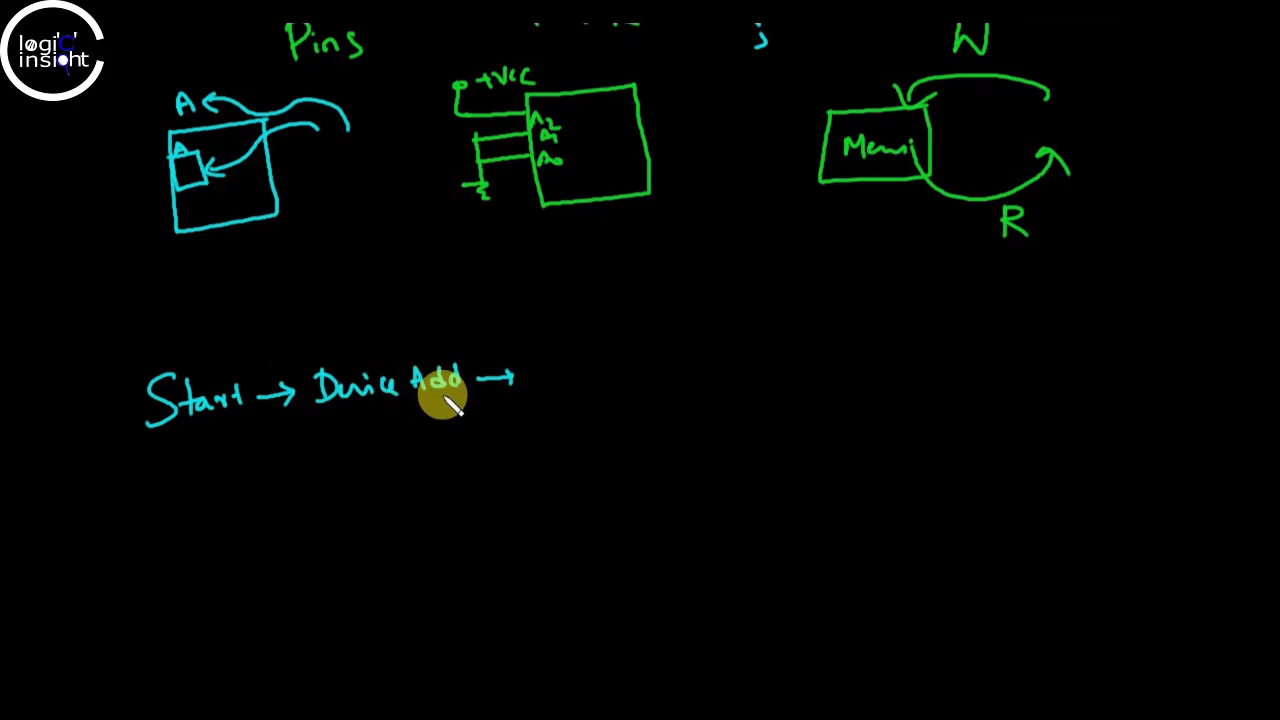 logic
insight
Pins
W
A
+VCC
A2
A1
A0
A
Mem
R
Start → Device Add →